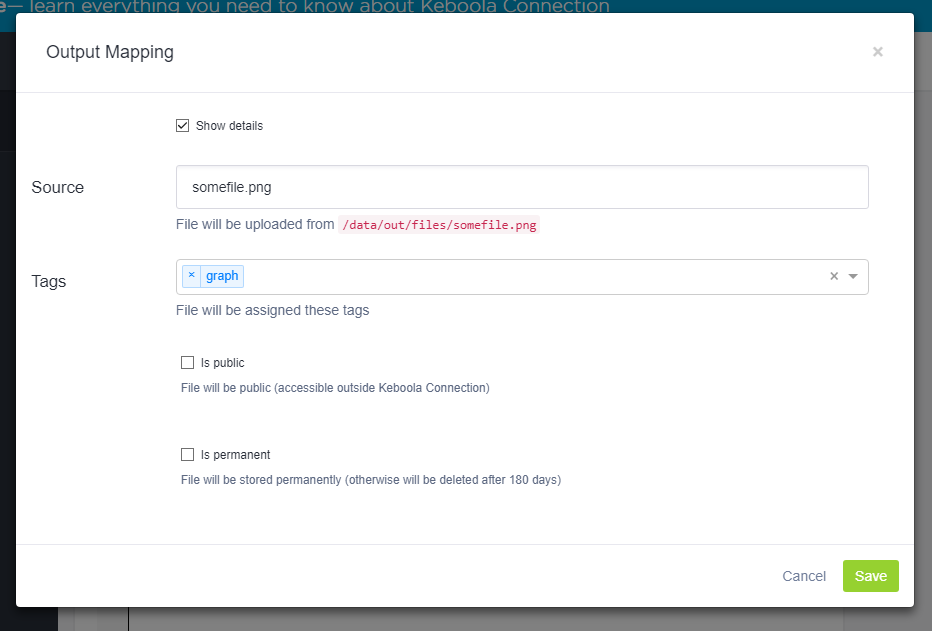 e— learn everything you need to know about Keboola Connection
Output Mapping
×
Show details
Source
somefile.png
File will be uploaded from /data/out/files/somefile.png
Tags
× graph
×
File will be assigned these tags
Is public
File will be public (accessible outside Keboola Connection)
Is permanent
File will be stored permanently (otherwise will be deleted after 180 days)
Cancel
Save